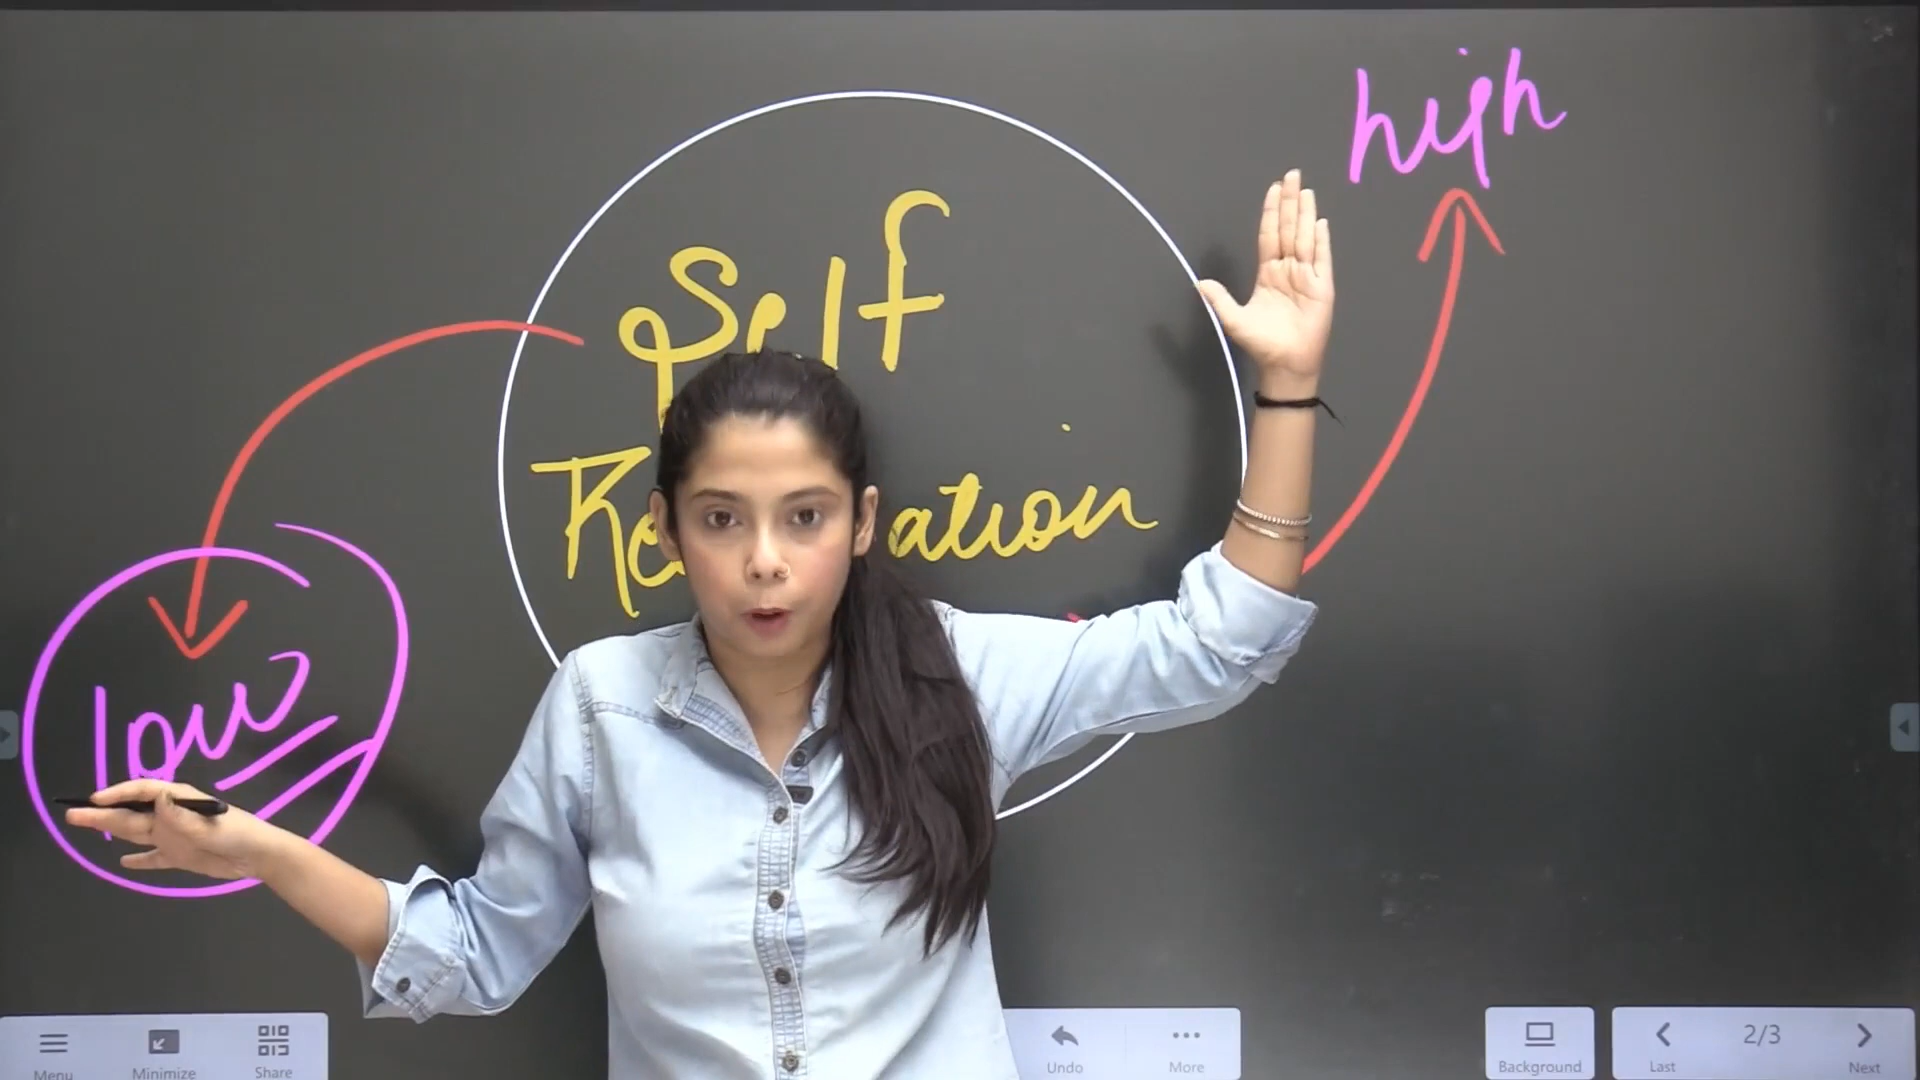 high
Self
low
Menu
Minimize
Share
Undo
More
Background
Last
2/3
Next